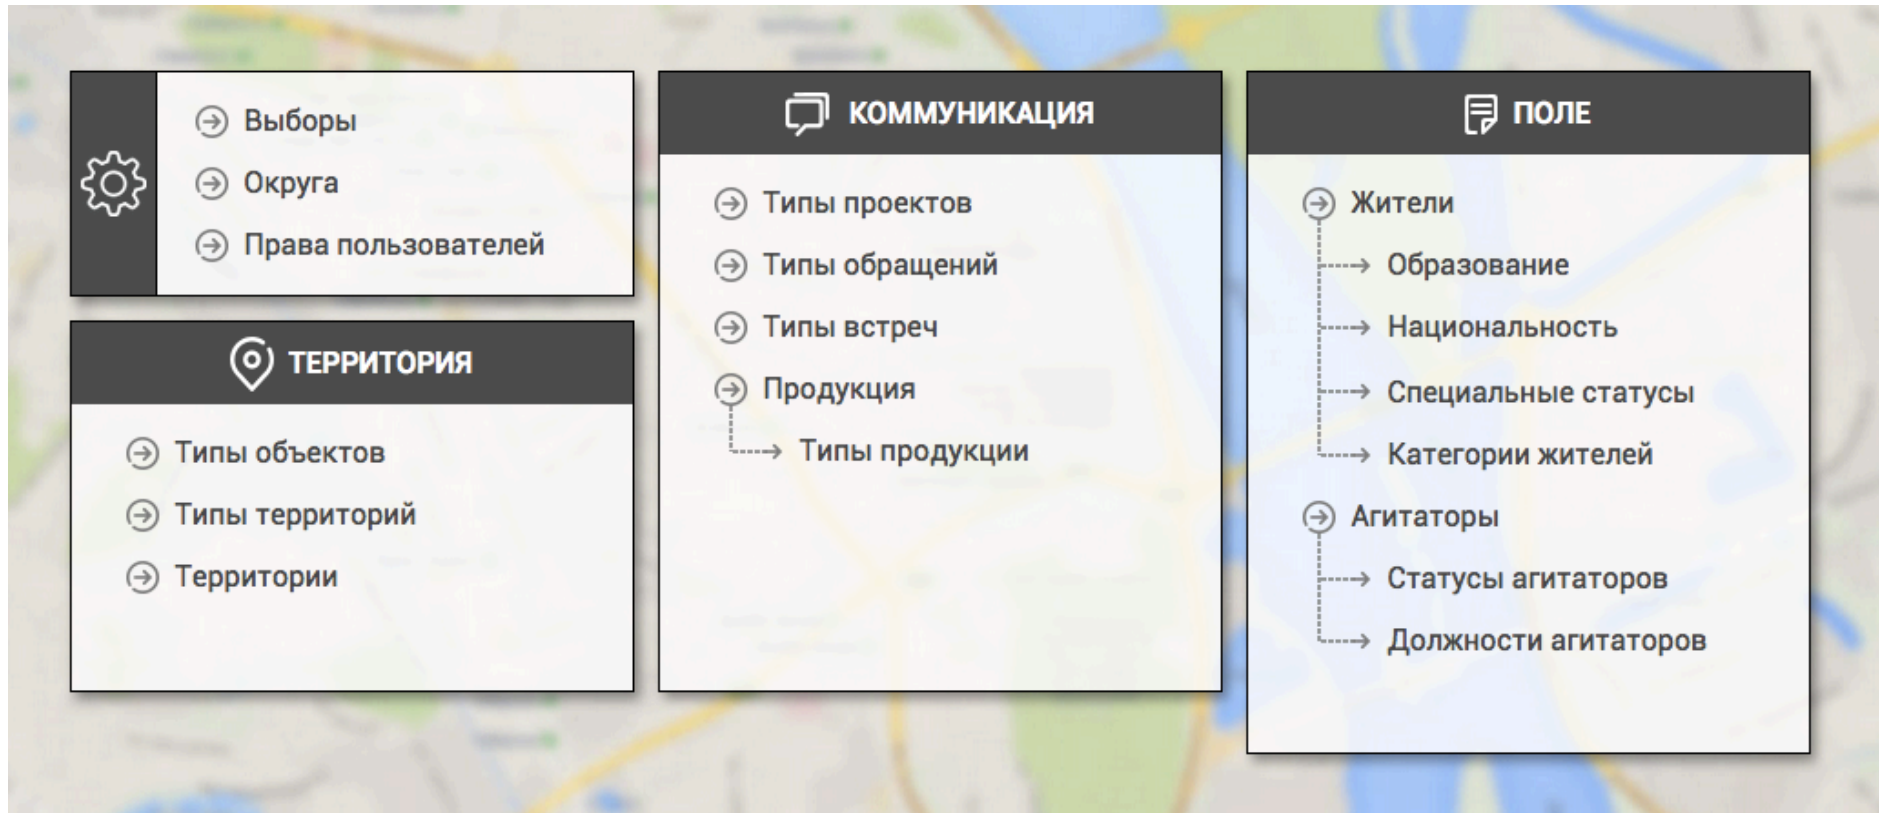 Выборы
Округа
Права пользователей
ТЕРРИТОРИЯ
Типы объектов
Типы территорий
Территории
КОММУНИКАЦИЯ
Типы проектов
Типы обращений
Типы встреч
Продукция
Типы продукции
ПОЛЕ
Жители
Образование
Национальность
Специальные статусы
Категории жителей
Агитаторы
Статусы агитаторов
Должности агитаторов